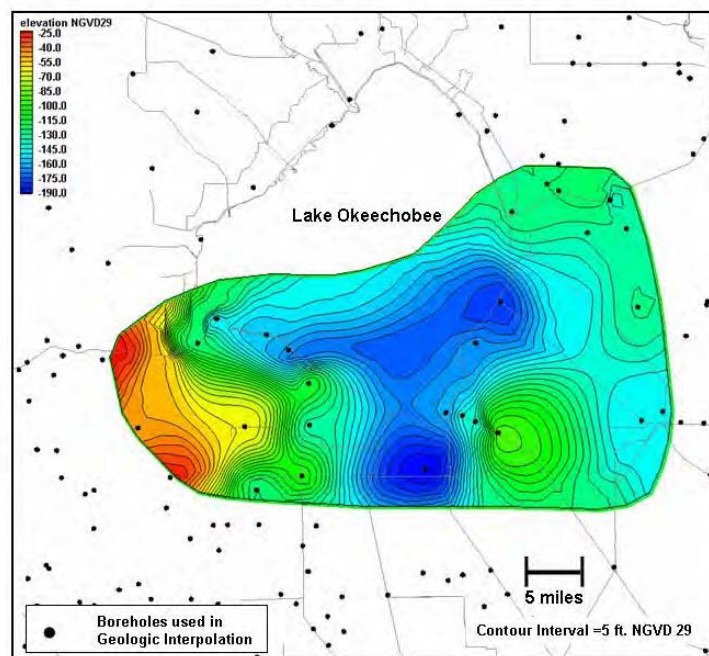 elevation NGVD29
-25.0
-40.0
-55.0
-70.0
-85.0
-100.0
-115.0
-130.0
-145.0
-160.0
-175.0
-190.0
Lake Okeechobee
5 miles
Boreholes used in
Geologic Interpolation
Contour Interval =5 ft. NGVD 29